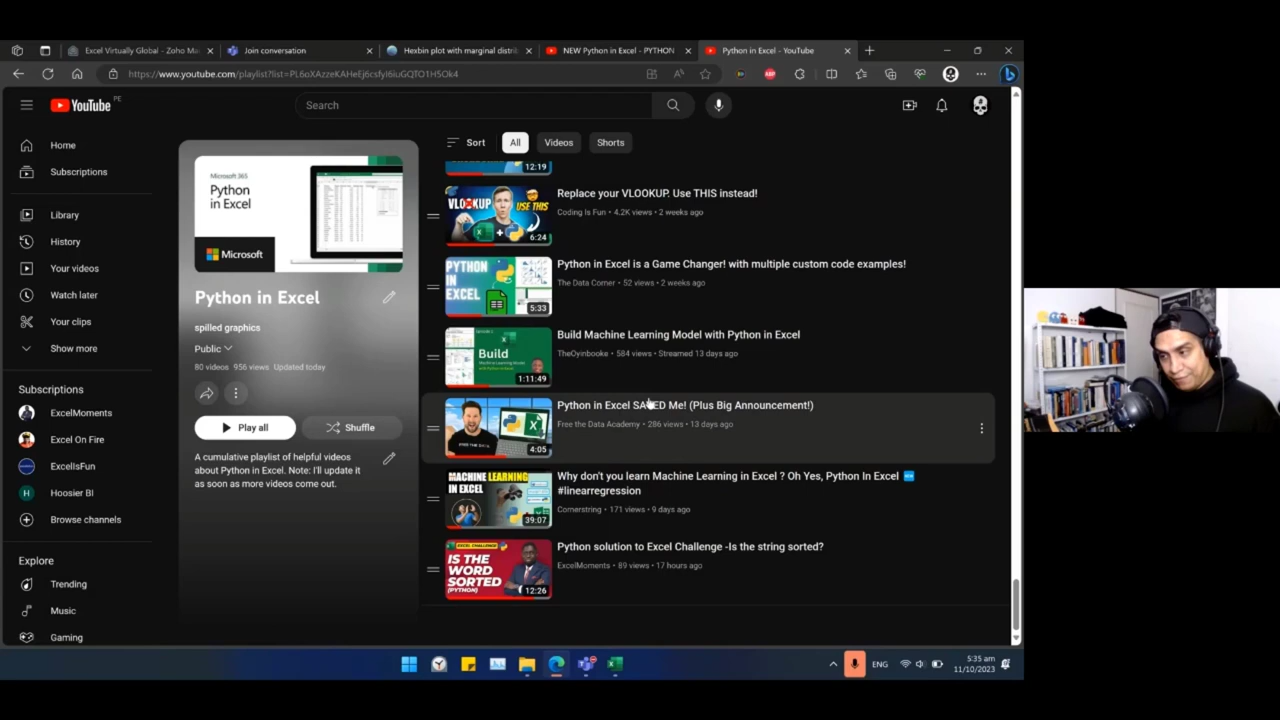 Excel Virtually Global - Zoho Ma
Join conversation
Hexbin plot with marginal distrib
NEW Python in Excel - PYTHON
Python in Excel - YouTube
https://www.youtube.com/playlist?list=PL6oXAzzeKAHeEj6csfyI6iuGQTO1H5Ok4
YouTube PE
Search
Home
Subscriptions
Library
History
Your videos
Watch later
Your clips
Show more
Subscriptions
ExcelMoments
Excel On Fire
ExcelIsFun
Hoosier BI
Browse channels
Explore
Trending
Music
Gaming
Microsoft 365
Python
in Excel
Microsoft
Python in Excel
spilled graphics
Public
80 videos 956 views Updated today
Play all
Shuffle
A cumulative playlist of helpful videos
about Python in Excel. Note: I'll update it
as soon as more videos come out.
Sort
All
Videos
Shorts
12:19
VLOOKUP
USE THIS
6:24
Replace your VLOOKUP. Use THIS instead!
Coding Is Fun • 4.2K views • 2 weeks ago
PYTHON
IN
EXCEL
5:33
Python in Excel is a Game Changer! with multiple custom code examples!
The Data Corner • 52 views • 2 weeks ago
Build
1:11:49
Build Machine Learning Model with Python in Excel
TheOyinbooke • 584 views • Streamed 13 days ago
4:05
Python in Excel SAVED Me! (Plus Big Announcement!)
Free the Data Academy • 286 views • 13 days ago
MACHINE LEARNING
IN EXCEL
39:07
Why don't you learn Machine Learning in Excel ? Oh Yes, Python In Excel
#linearregression
Cornerstring • 171 views • 9 days ago
EXCEL CHALLENGE
IS THE
WORD
SORTED
(PYTHON)
12:26
Python solution to Excel Challenge -Is the string sorted?
ExcelMoments • 89 views • 17 hours ago
ENG
5:35 am
11/10/2023